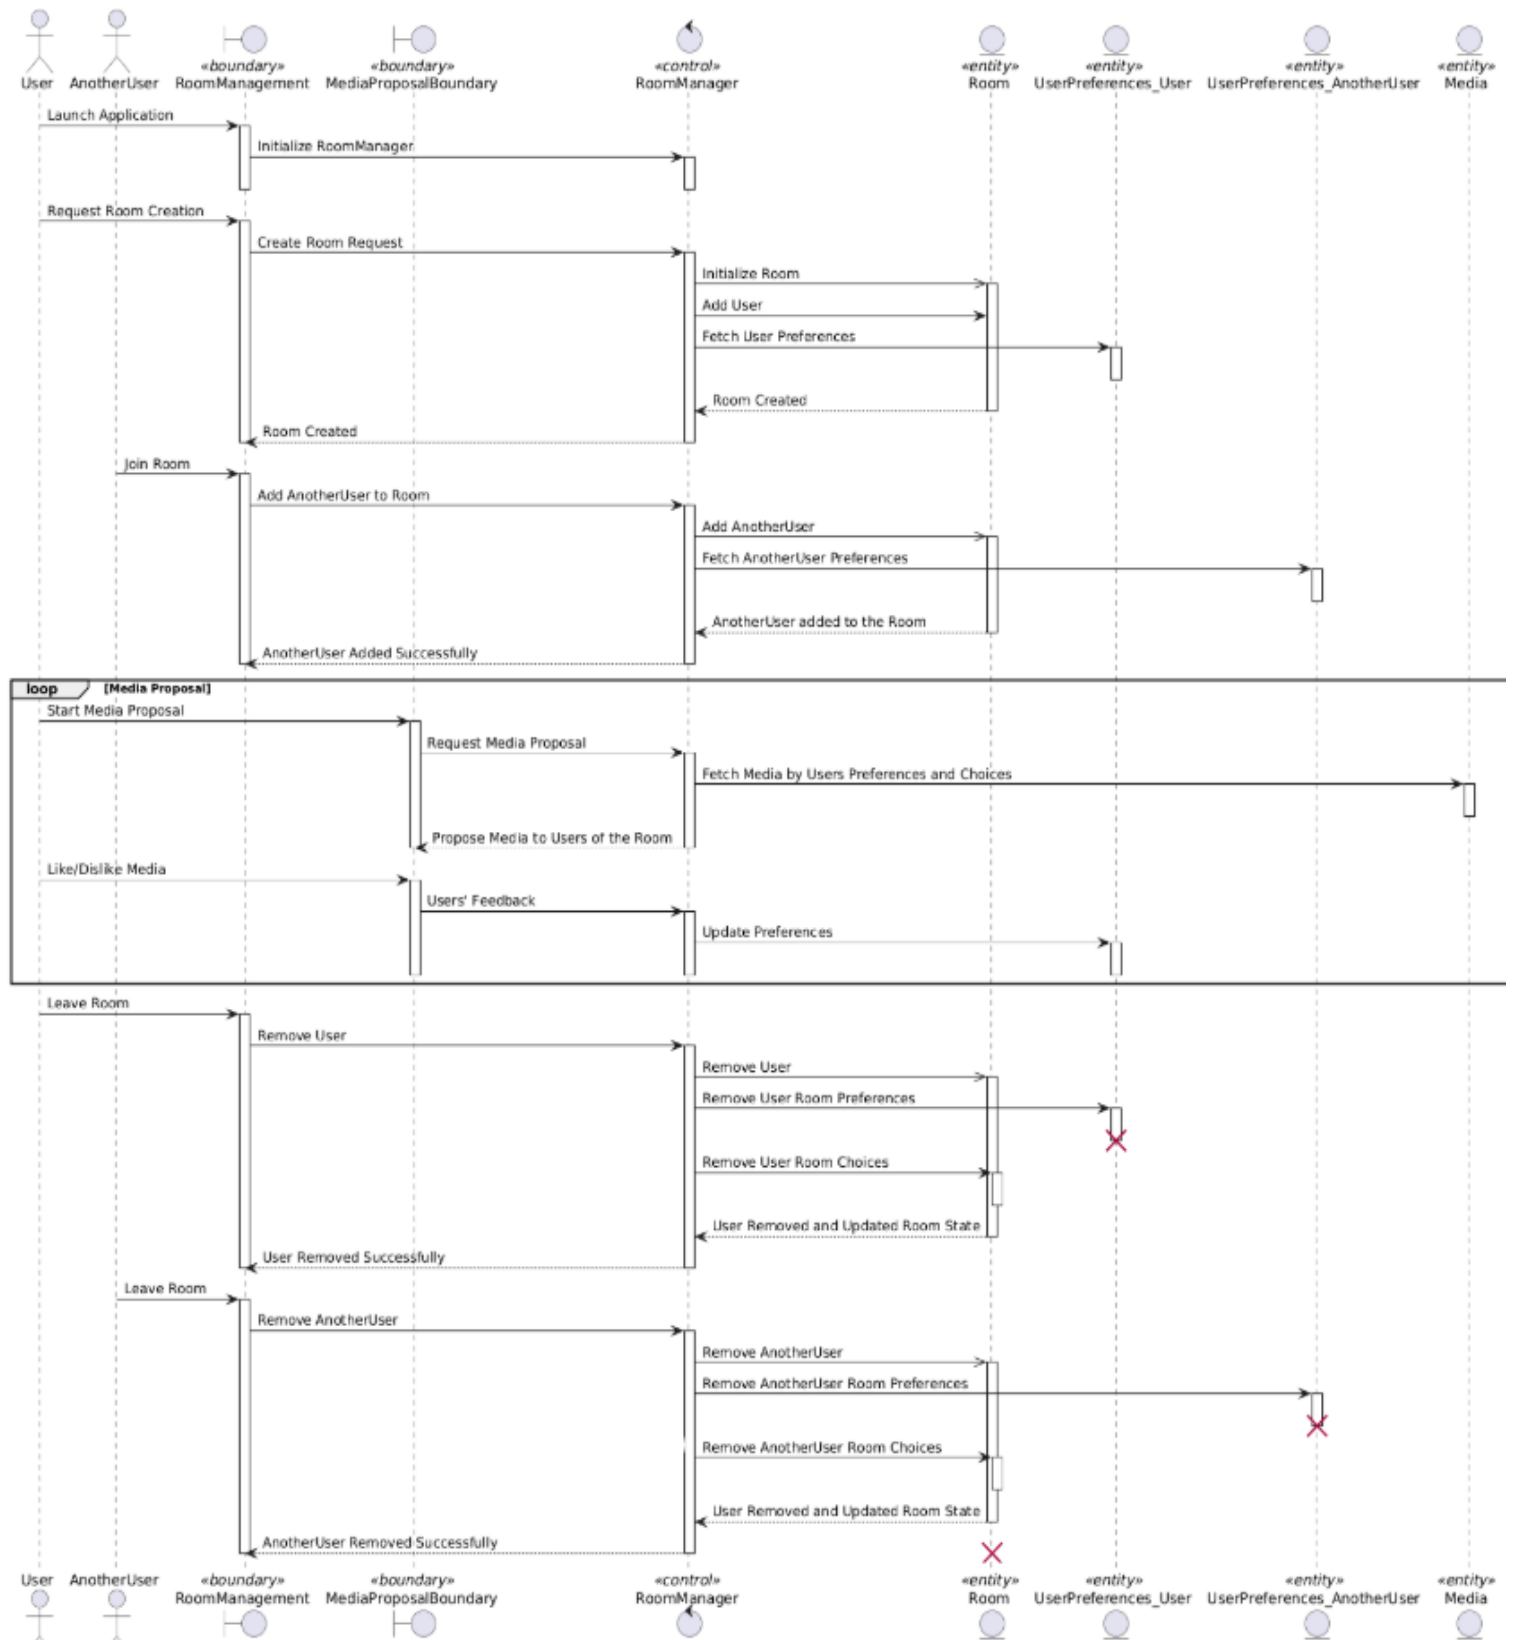 «boundary» «boundary» «control» «entity» «entity» «entity» «entity»
User AnotherUser RoomManagement MediaProposalBoundary RoomManager Room UserPreferences_User UserPreferences_AnotherUser Media
Launch Application
Initialize RoomManager
Request Room Creation
Create Room Request
Initialize Room
Add User
Fetch User Preferences
Room Created
Room Created
Join Room
Add AnotherUser to Room
Add AnotherUser
Fetch AnotherUser Preferences
AnotherUser added to the Room
AnotherUser Added Successfully
loop [Media Proposal]
Start Media Proposal
Request Media Proposal
Fetch Media by Users Preferences and Choices
Propose Media to Users of the Room
Like/Dislike Media
Users' Feedback
Update Preferences
Leave Room
Remove User
Remove User
Remove User Room Preferences
Remove User Room Choices
User Removed and Updated Room State
User Removed Successfully
Leave Room
Remove AnotherUser
Remove AnotherUser
Remove AnotherUser Room Preferences
Remove AnotherUser Room Choices
User Removed and Updated Room State
AnotherUser Removed Successfully
User AnotherUser «boundary» «boundary» «control» «entity» «entity» «entity» «entity»
RoomManagement MediaProposalBoundary RoomManager Room UserPreferences_User UserPreferences_AnotherUser Media